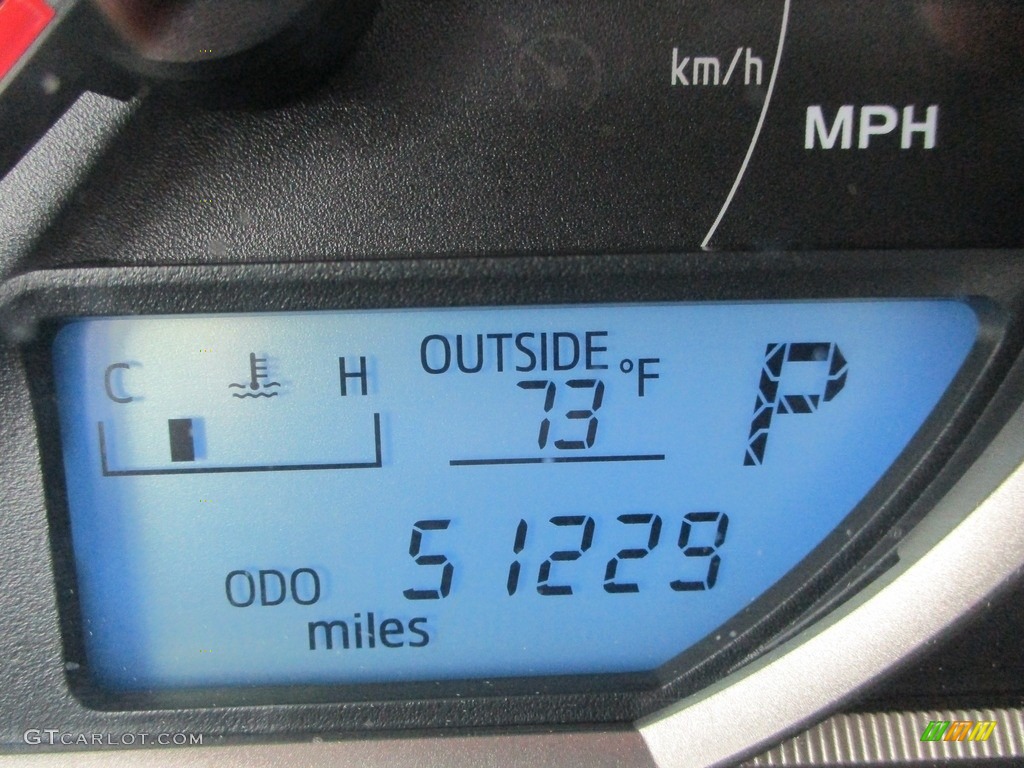 km/h
MPH
C H
OUTSIDE
73 °F
P
ODO 51229
miles
GTCARLOT.COM